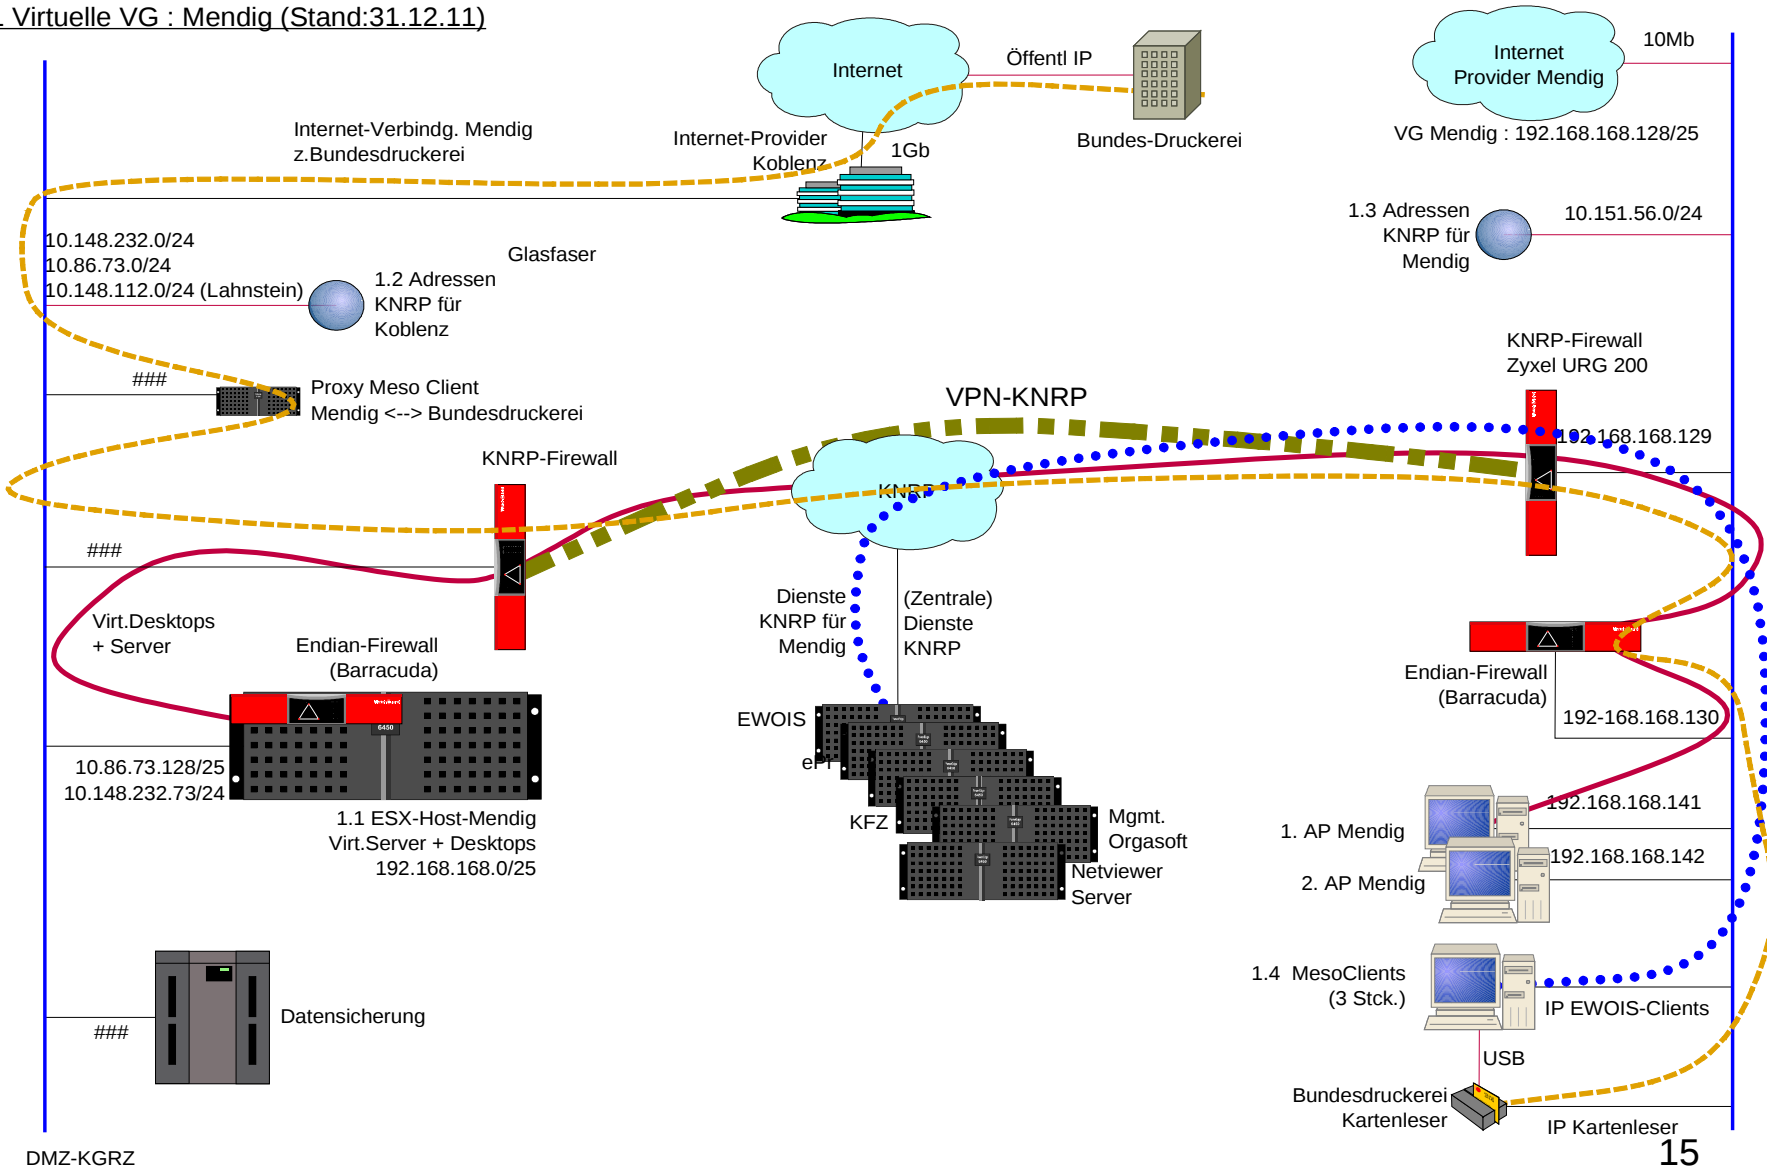 Virtuelle VG : Mendig (Stand:31.12.11)
Internet
Öffentl IP
Bundes-Druckerei
Internet
Provider Mendig
10Mb
VG Mendig : 192.168.168.128/25
Internet-Verbindg. Mendig
z.Bundesdruckerei
Internet-Provider
Koblenz
1Gb
1.3 Adressen
KNRP für
Mendig
10.151.56.0/24
10.148.232.0/24
10.86.73.0/24
10.148.112.0/24 (Lahnstein)
Glasfaser
1.2 Adressen
KNRP für
Koblenz
KNRP-Firewall
Zyxel URG 200
###
Proxy Meso Client
Mendig <--> Bundesdruckerei
VPN-KNRP
192.168.168.129
KNRP-Firewall
KNRP
###
Virt.Desktops
+ Server
Endian-Firewall
(Barracuda)
Dienste
KNRP für
Mendig
(Zentrale)
Dienste
KNRP
Endian-Firewall
(Barracuda)
192-168.168.130
6450
10.86.73.128/25
10.148.232.73/24
1.1 ESX-Host-Mendig
Virt.Server + Desktops
192.168.168.0/25
EWOIS
KFZ
Mgmt.
Orgasoft
Netviewer
Server
192.168.168.141
1. AP Mendig
192.168.168.142
2. AP Mendig
1.4 MesoClients
(3 Stck.)
IP EWOIS-Clients
USB
Bundesdruckerei
Kartenleser
IP Kartenleser
###
Datensicherung
DMZ-KGRZ
15